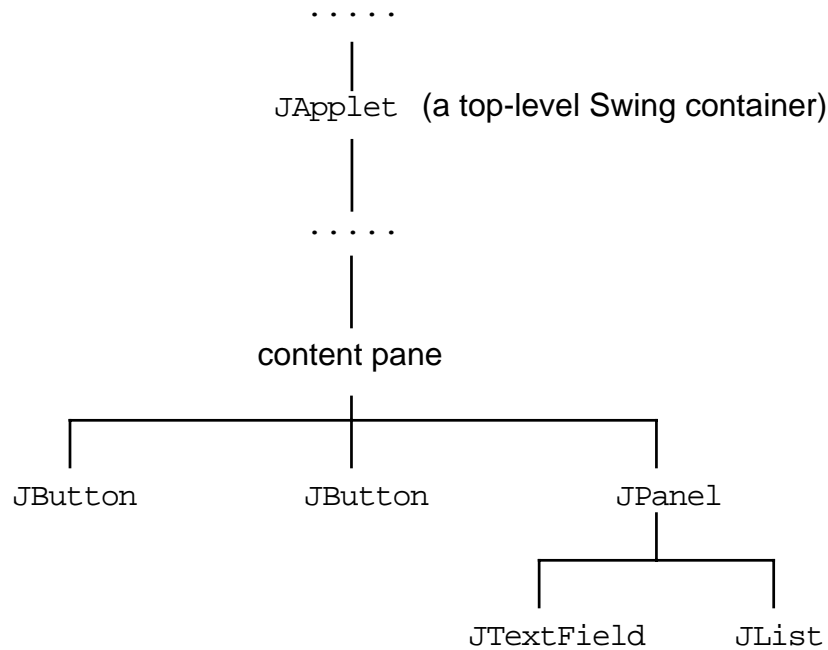 .....
JApplet (a top-level Swing container)
.....
content pane
JButton JButton JPanel
JTextField JList